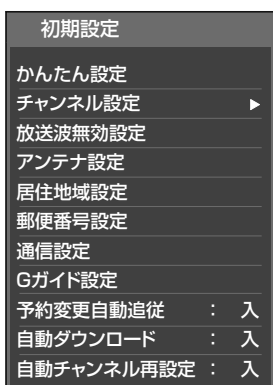 初期設定
かんたん設定
チャンネル設定
放送波無効設定
アンテナ設定
居住地域設定
郵便番号設定
通信設定
Gガイド設定
予約変更自動追従 : 入
自動ダウンロード : 入
自動チャンネル再設定 : 入